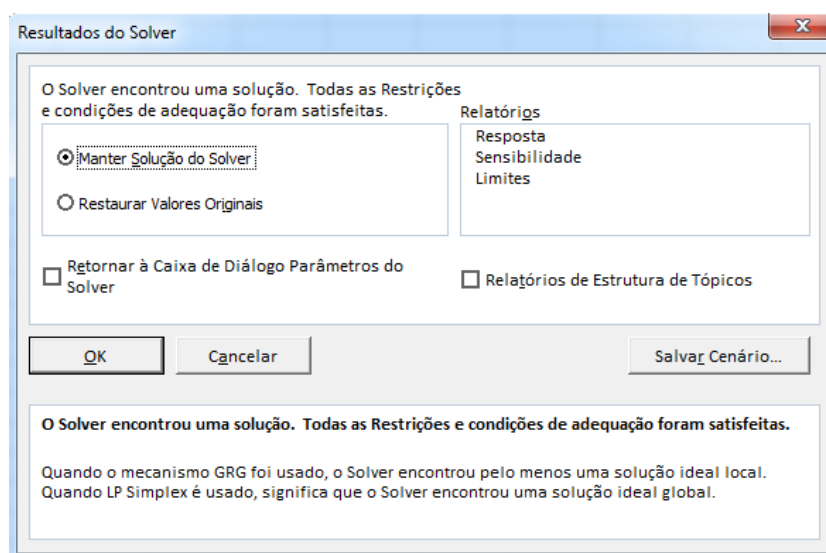 Resultados do Solver
O Solver encontrou uma solução. Todas as Restrições
e condições de adequação foram satisfeitas.
Relatórios
Manter Solução do Solver
Restaurar Valores Originais
Resposta
Sensibilidade
Limites
Retornar à Caixa de Diálogo Parâmetros do
Solver
Relatórios de Estrutura de Tópicos
OK
Cancelar
Salvar Cenário...
O Solver encontrou uma solução. Todas as Restrições e condições de adequação foram satisfeitas.
Quando o mecanismo GRG foi usado, o Solver encontrou pelo menos uma solução ideal local.
Quando LP Simplex é usado, significa que o Solver encontrou uma solução ideal global.